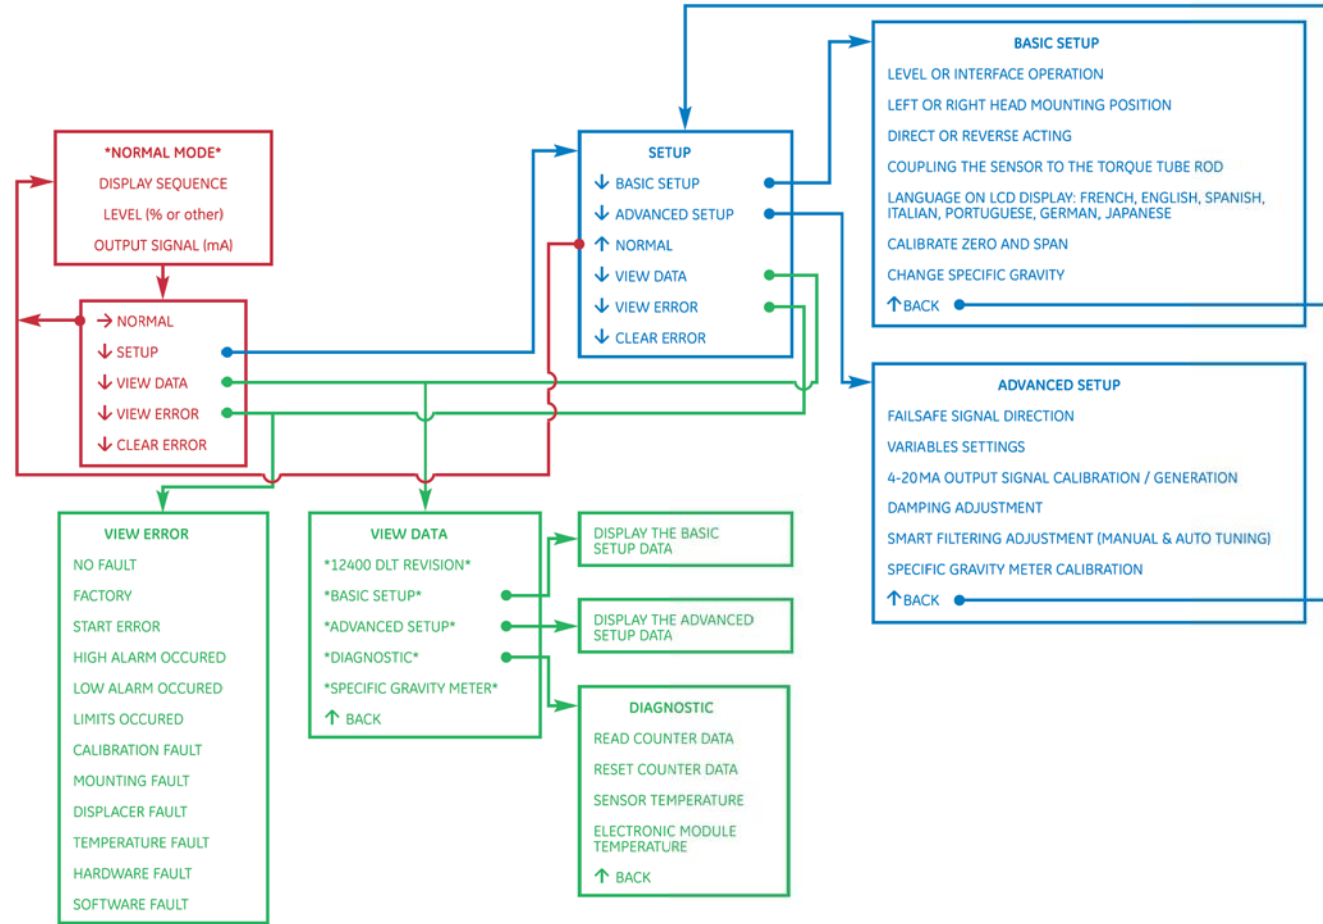 *NORMAL MODE*
DISPLAY SEQUENCE
LEVEL (% or other)
OUTPUT SIGNAL (mA)
→ NORMAL
↓ SETUP
↓ VIEW DATA
↓ VIEW ERROR
↓ CLEAR ERROR
SETUP
↓ BASIC SETUP
↓ ADVANCED SETUP
↑ NORMAL
↓ VIEW DATA
↓ VIEW ERROR
↓ CLEAR ERROR
BASIC SETUP
LEVEL OR INTERFACE OPERATION
LEFT OR RIGHT HEAD MOUNTING POSITION
DIRECT OR REVERSE ACTING
COUPLING THE SENSOR TO THE TORQUE TUBE ROD
LANGUAGE ON LCD DISPLAY: FRENCH, ENGLISH, SPANISH,
ITALIAN, PORTUGUESE, GERMAN, JAPANESE
CALIBRATE ZERO AND SPAN
CHANGE SPECIFIC GRAVITY
↑ BACK
ADVANCED SETUP
FAILSAFE SIGNAL DIRECTION
VARIABLES SETTINGS
4-20MA OUTPUT SIGNAL CALIBRATION / GENERATION
DAMPING ADJUSTMENT
SMART FILTERING ADJUSTMENT (MANUAL & AUTO TUNING)
SPECIFIC GRAVITY METER CALIBRATION
↑ BACK
VIEW ERROR
NO FAULT
FACTORY
START ERROR
HIGH ALARM OCCURED
LOW ALARM OCCURED
LIMITS OCCURED
CALIBRATION FAULT
MOUNTING FAULT
DISPLACER FAULT
TEMPERATURE FAULT
HARDWARE FAULT
SOFTWARE FAULT
VIEW DATA
*12400 DLT REVISION*
*BASIC SETUP*
*ADVANCED SETUP*
*DIAGNOSTIC*
*SPECIFIC GRAVITY METER*
↑ BACK
DISPLAY THE BASIC
SETUP DATA
DISPLAY THE ADVANCED
SETUP DATA
DIAGNOSTIC
READ COUNTER DATA
RESET COUNTER DATA
SENSOR TEMPERATURE
ELECTRONIC MODULE
TEMPERATURE
↑ BACK